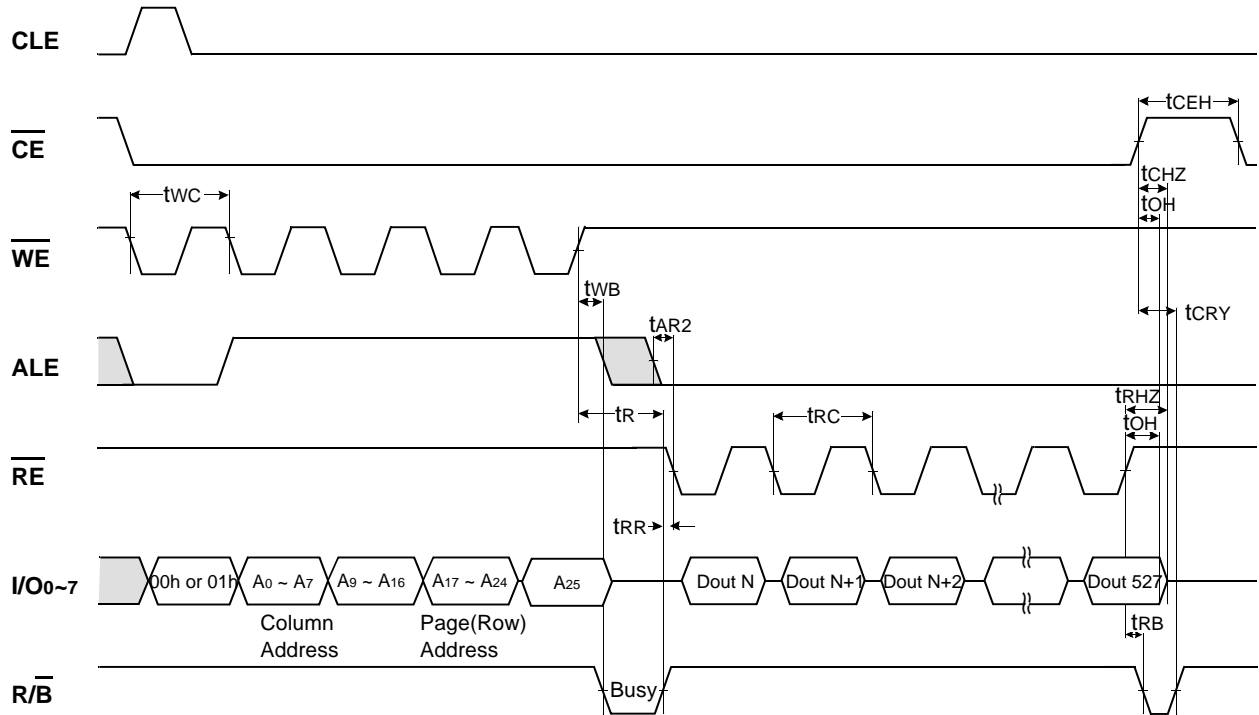 CLE
tCEH
CE
tCHZ
tWC
tOH
WE
tWB
tAR2
tCRY
ALE
tRHZ
tR
tRC
tOH
RE
tRR
I/O0~7
00h or 01h
A0 ~ A7
A9 ~ A16
A17 ~ A24
A25
Dout N
Dout N+1
Dout N+2
Dout 527
Column
Address
Page(Row)
Address
tRB
R/B
Busy